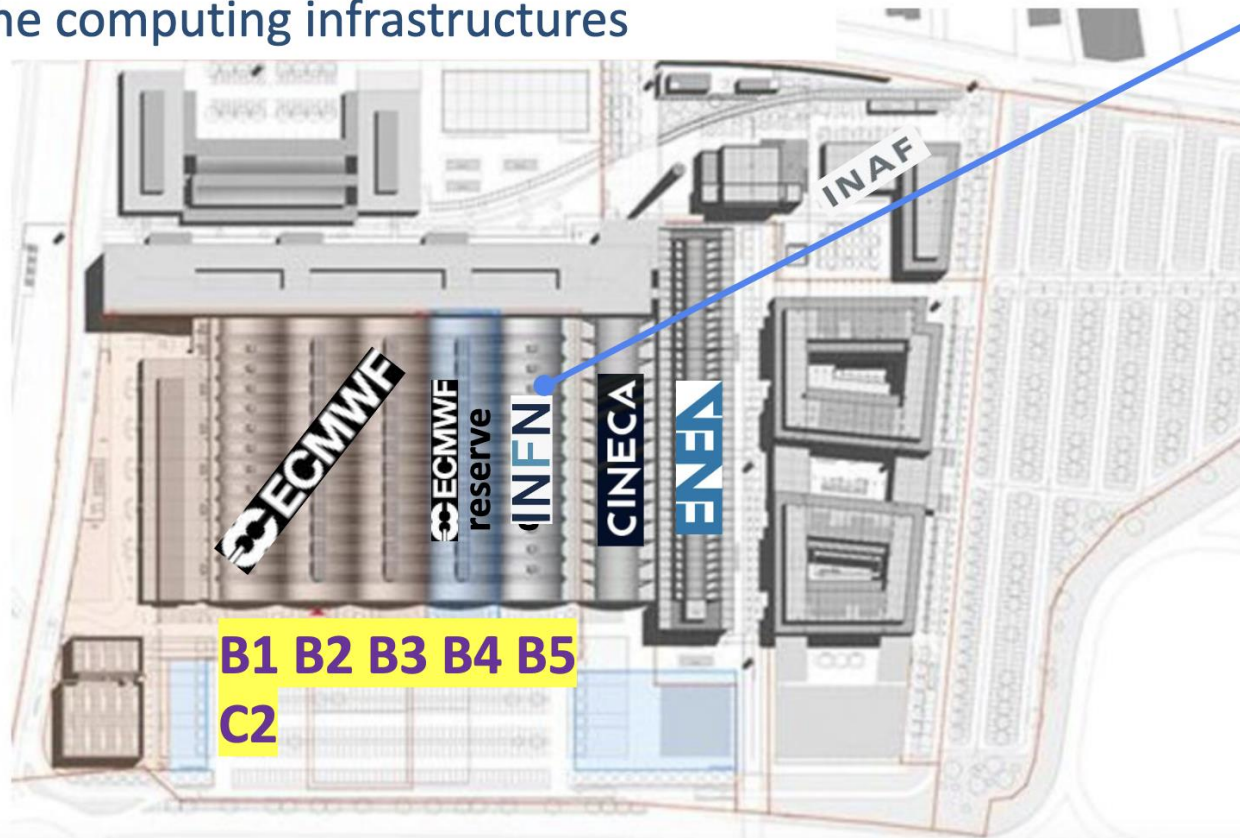 he computing infrastructures
INAF
ECMWF
ECMWF
reserve
INFN
CINECA
ENEA
B1 B2 B3 B4 B5
C2